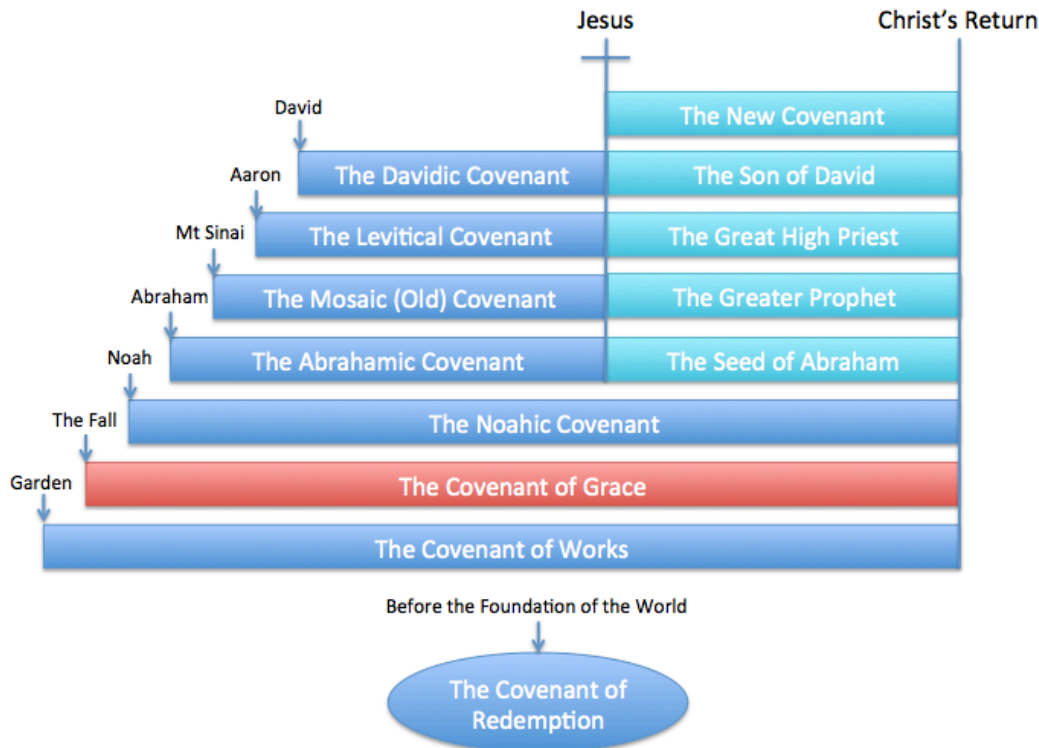 Jesus
Christ's Return
David
The New Covenant
Aaron
The Davidic Covenant
The Son of David
Mt Sinai
The Levitical Covenant
The Great High Priest
Abraham
The Mosaic (Old) Covenant
The Greater Prophet
Noah
The Abrahamic Covenant
The Seed of Abraham
The Fall
The Noahic Covenant
Garden
The Covenant of Grace
The Covenant of Works
Before the Foundation of the World
The Covenant of
Redemption